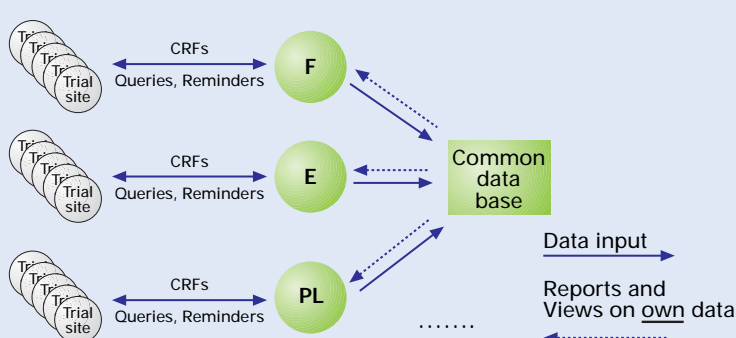 Trial
site
CRFs
Queries, Reminders
F
Trial
site
CRFs
Queries, Reminders
E
Common
data
base
Trial
site
CRFs
Queries, Reminders
PL
.......
Data input
Reports and
Views on own data